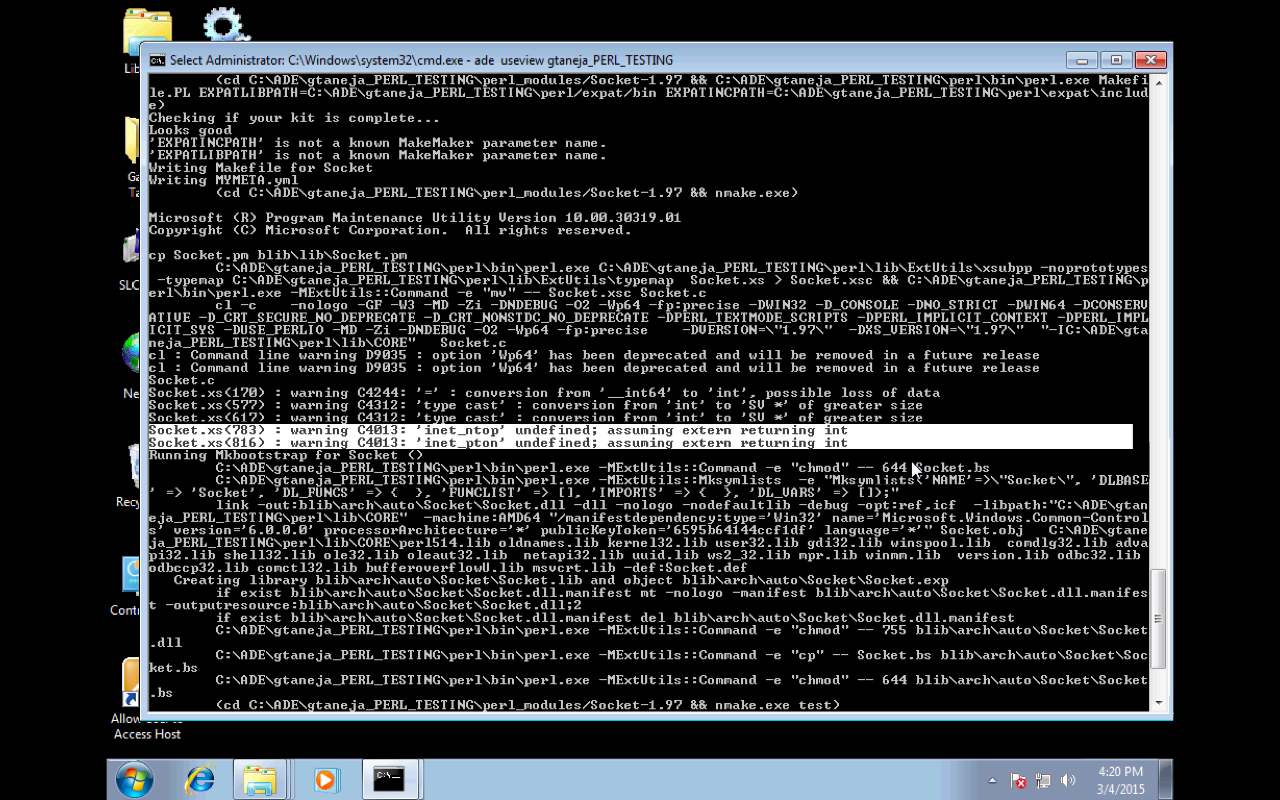 Select Administrator: C:\Windows\system32\cmd.exe - ade useview gtaneja_PERL_TESTING
(cd C:\ADE\gtaneja_PERL_TESTING\perl_modules/Socket-1.97 && C:\ADE\gtaneja_PERL_TESTING\perl\bin\perl.exe Makefi
le.PL EXPATLIBPATH=C:\ADE\gtaneja_PERL_TESTING\perl/expat/bin EXPATINCPATH=C:\ADE\gtaneja_PERL_TESTING\perl\expat\includ
e)
Checking if your kit is complete...
Looks good
'EXPATINCPATH' is not a known MakeMaker parameter name.
'EXPATLIBPATH' is not a known MakeMaker parameter name.
Writing Makefile for Socket
Writing MYMETA.yml
(cd C:\ADE\gtaneja_PERL_TESTING\perl_modules/Socket-1.97 && nmake.exe)
Microsoft (R) Program Maintenance Utility Version 10.00.30319.01
Copyright (C) Microsoft Corporation.  All rights reserved.
cp Socket.pm blib\lib\Socket.pm
C:\ADE\gtaneja_PERL_TESTING\perl\bin\perl.exe C:\ADE\gtaneja_PERL_TESTING\perl\lib\ExtUtils\xsubpp -noprototypes
-typemap C:\ADE\gtaneja_PERL_TESTING\perl\lib\ExtUtils\typemap  Socket.xs > Socket.xsc && C:\ADE\gtaneja_PERL_TESTING\p
erl\bin\perl.exe -MExtUtils::Command -e "mv" -- Socket.xsc Socket.c
cl -c    -nologo -GF -W3 -MD -Zi -DNDEBUG -O2 -Wp64 -fp:precise -DWIN32 -D_CONSOLE -DNO_STRICT -DWIN64 -DCONSERV
ATIVE -D_CRT_SECURE_NO_DEPRECATE -D_CRT_NONSTDC_NO_DEPRECATE -DPERL_TEXTMODE_SCRIPTS -DPERL_IMPLICIT_CONTEXT -DPERL_IMPL
ICIT_SYS -DUSE_PERLIO -MD -Zi -DNDEBUG -O2 -Wp64 -fp:precise    -DVERSION=\"1.97\"  -DXS_VERSION=\"1.97\"  "-IC:\ADE\gta
neja_PERL_TESTING\perl\lib\CORE"   Socket.c
cl : Command line warning D9035 : option 'Wp64' has been deprecated and will be removed in a future release
cl : Command line warning D9035 : option 'Wp64' has been deprecated and will be removed in a future release
Socket.c
Socket.xs(170) : warning C4244: '=' : conversion from '__int64' to 'int', possible loss of data
Socket.xs(577) : warning C4312: 'type cast' : conversion from 'int' to 'SV *' of greater size
Socket.xs(617) : warning C4312: 'type cast' : conversion from 'int' to 'SV *' of greater size
Socket.xs(783) : warning C4013: 'inet_ntop' undefined; assuming extern returning int
Socket.xs(816) : warning C4013: 'inet_pton' undefined; assuming extern returning int
Running Mkbootstrap for Socket ()
C:\ADE\gtaneja_PERL_TESTING\perl\bin\perl.exe -MExtUtils::Command -e "chmod" -- 644 Socket.bs
C:\ADE\gtaneja_PERL_TESTING\perl\bin\perl.exe -MExtUtils::Mksymlists  -e "Mksymlists('NAME'=>\"Socket\", 'DLBASE
' => 'Socket', 'DL_FUNCS' => {  }, 'FUNCLIST' => [], 'IMPORTS' => {  }, 'DL_VARS' => []);"
link -out:blib\arch\auto\Socket\Socket.dll -dll -nologo -nodefaultlib -debug -opt:ref,icf  -libpath:"C:\ADE\gtan
eja_PERL_TESTING\perl\lib\CORE"  -machine:AMD64 "/manifestdependency:type='Win32' name='Microsoft.Windows.Common-Control
s' version='6.0.0.0' processorArchitecture='*' publicKeyToken='6595b64144ccf1df' language='*'" Socket.obj   C:\ADE\gtane
ja_PERL_TESTING\perl\lib\CORE\perl514.lib oldnames.lib kernel32.lib user32.lib gdi32.lib winspool.lib  comdlg32.lib adva
pi32.lib shell32.lib ole32.lib oleaut32.lib  netapi32.lib uuid.lib ws2_32.lib mpr.lib winmm.lib  version.lib odbc32.lib
odbccp32.lib comctl32.lib bufferoverflowU.lib msvcrt.lib -def:Socket.def
Creating library blib\arch\auto\Socket\Socket.lib and object blib\arch\auto\Socket\Socket.exp
if exist blib\arch\auto\Socket\Socket.dll.manifest mt -nologo -manifest blib\arch\auto\Socket\Socket.dll.manifes
t -outputresource:blib\arch\auto\Socket\Socket.dll;2
if exist blib\arch\auto\Socket\Socket.dll.manifest del blib\arch\auto\Socket\Socket.dll.manifest
C:\ADE\gtaneja_PERL_TESTING\perl\bin\perl.exe -MExtUtils::Command -e "chmod" -- 755 blib\arch\auto\Socket\Socket
.dll
C:\ADE\gtaneja_PERL_TESTING\perl\bin\perl.exe -MExtUtils::Command -e "cp" -- Socket.bs blib\arch\auto\Socket\Soc
ket.bs
C:\ADE\gtaneja_PERL_TESTING\perl\bin\perl.exe -MExtUtils::Command -e "chmod" -- 644 blib\arch\auto\Socket\Socket
.bs
(cd C:\ADE\gtaneja_PERL_TESTING\perl_modules/Socket-1.97 && nmake.exe test)
Lib
Ga
Ta
SLC
Ne
Recy
Contr
Allow
Access Host
4:20 PM
3/4/2015